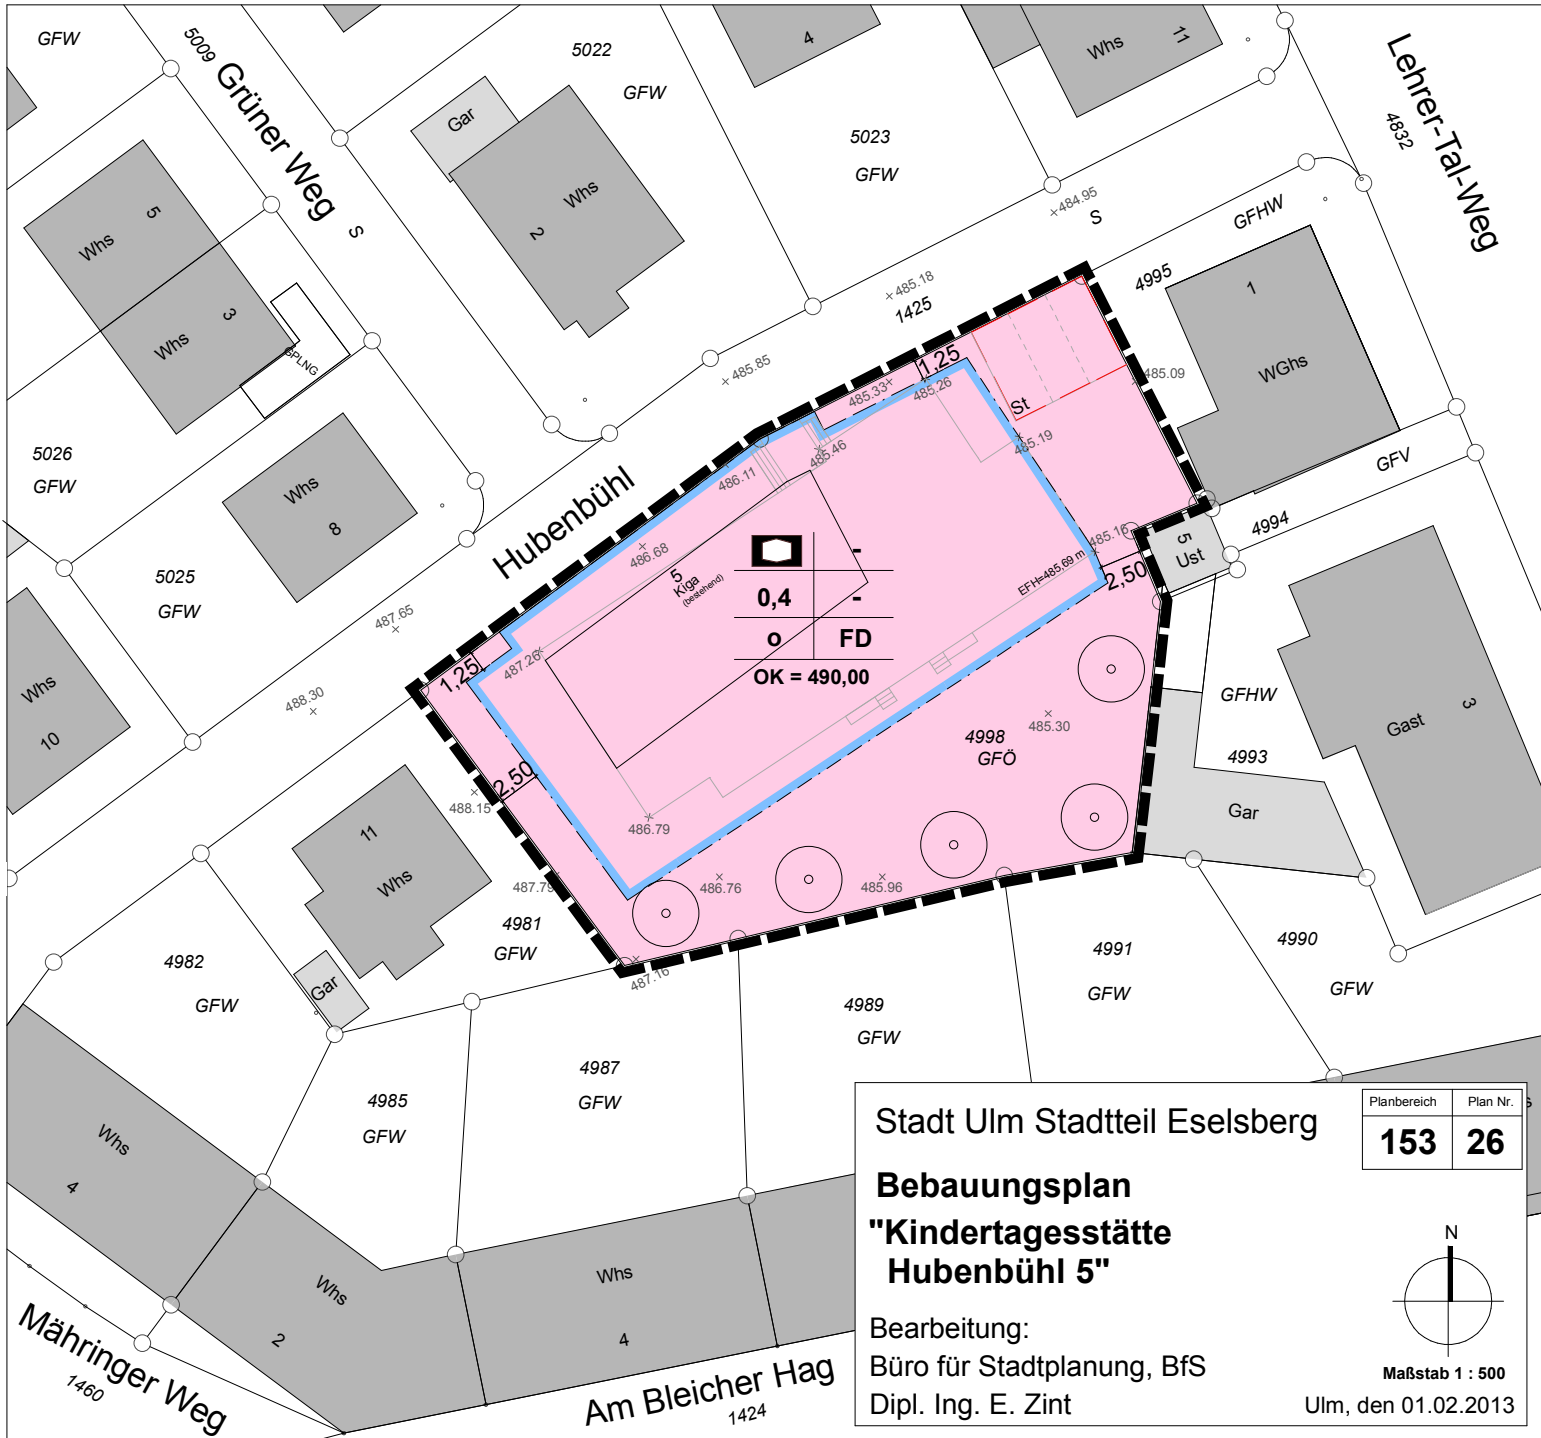 GFW
5009
Grüner Weg
S
5022
GFW
Gar
Whs
2
4
Whs
11
Lehrer-Tal-Weg
4832
5023
GFW
484.95
S
GFHW
4995
Whs
5
Whs
3
GPLNG
485.18
1425
1
WGhs
485.85
1,25
485.33
485.26
485.09
St
485.19
5026
GFW
Whs
8
Hubenbühl
486.11
485.46
GFV
4994
5
Ust
485.16
2,50
EFH=485,69 m
486.68
5
Kiga
(bestehend)
-
0,4
-
o
FD
OK = 490,00
5025
GFW
487.65
487.26
1,25
488.30
Whs
10
2,50
488.15
486.79
485.30
4998
GFÖ
GFHW
4993
Gast
3
Gar
11
Whs
487.79
486.76
485.96
4981
GFW
487.16
4982
GFW
Gar
4991
GFW
4990
GFW
4989
GFW
4987
GFW
4985
GFW
Whs
4
Whs
2
Whs
4
Mähringer Weg
1460
Am Bleicher Hag
1424
s
Stadt Ulm Stadtteil Eselsberg
Planbereich
Plan Nr.
153
26
Bebauungsplan
"Kindertagesstätte
Hubenbühl 5"
N
Bearbeitung:
Büro für Stadtplanung, BfS
Dipl. Ing. E. Zint
Maßstab 1 : 500
Ulm, den 01.02.2013